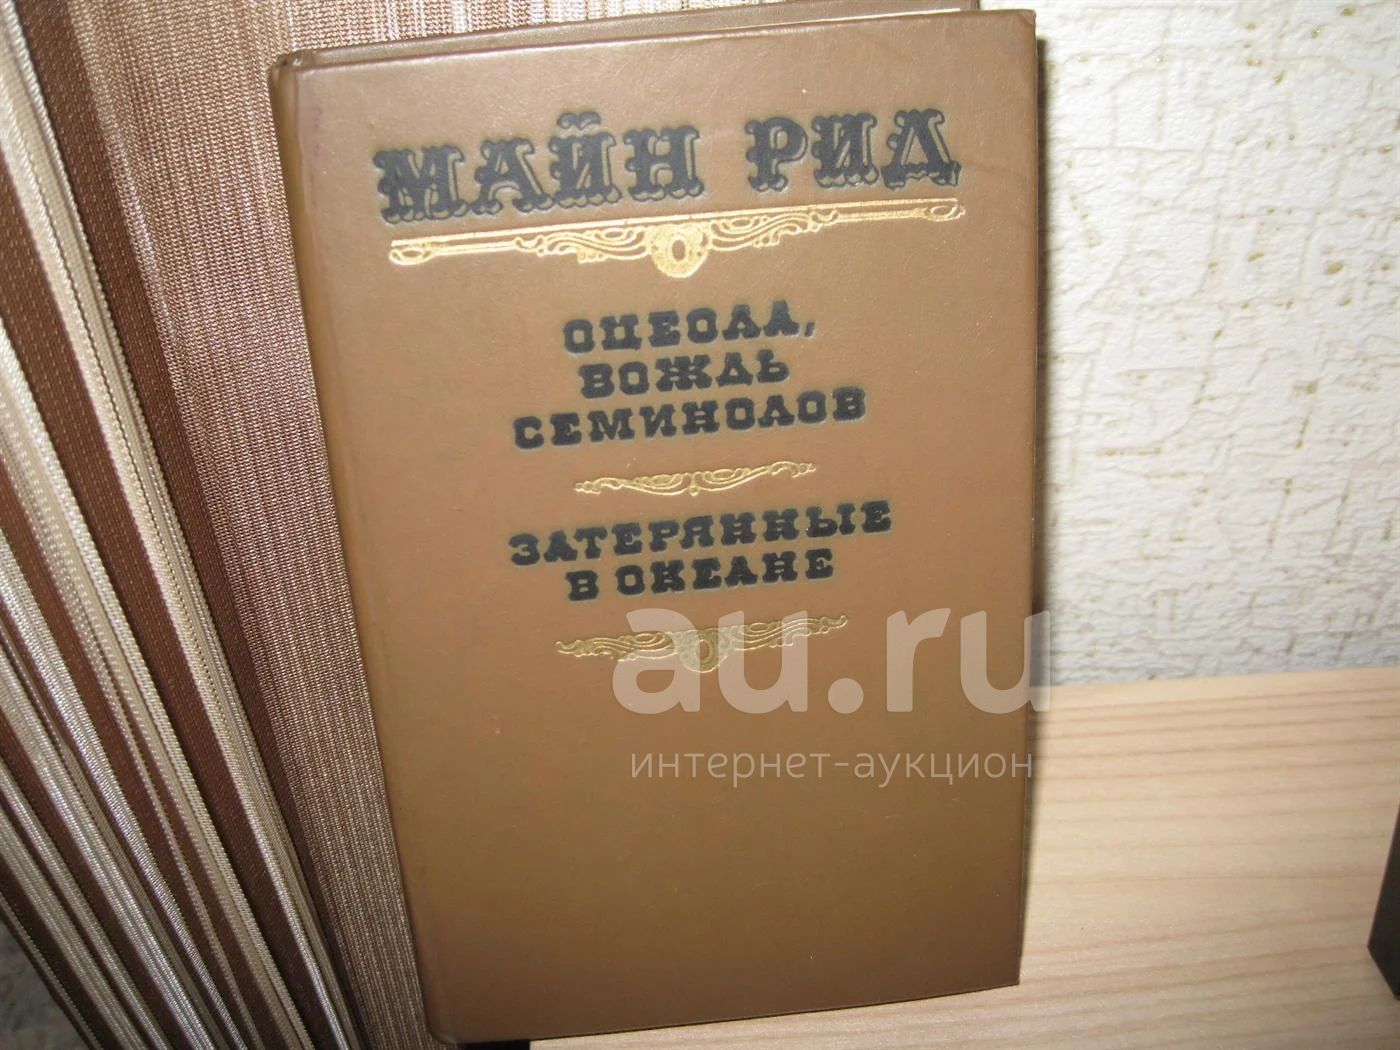 МАЙН РИД
ОЦЕОЛА,
ВОЖДЬ
СЕМИНОЛОВ
ЗАТЕРЯННЫЕ
В ОКЕАНЕ
au.ru
интернет-аукцион